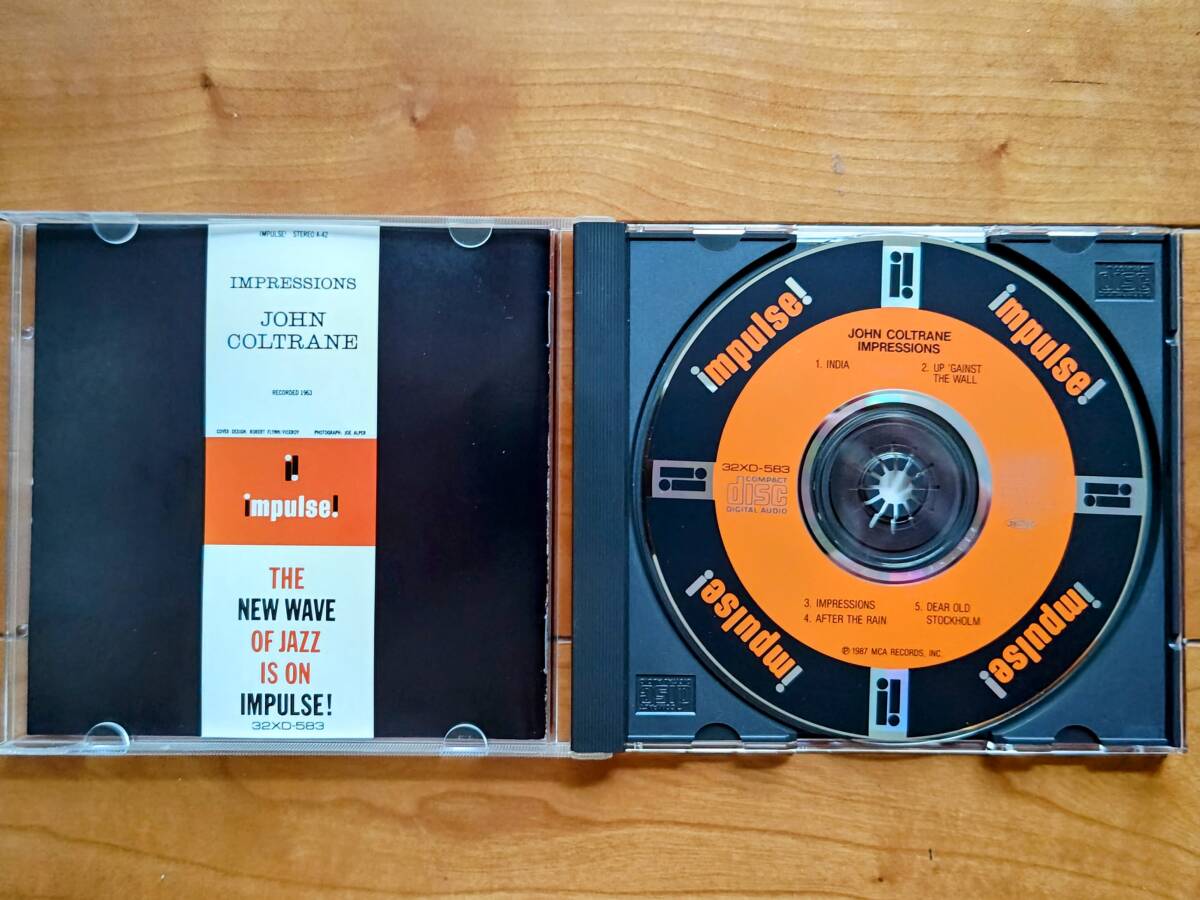 IMPULSE! STEREO A-42
IMPRESSIONS
JOHN
COLTRANE
RECORDED 1963
COVER DESIGN: ROBERT FLYNN/VICEROY PHOTOGRAPH: JOE ALPER
impulse!
THE
NEW WAVE
OF JAZZ
IS ON
IMPULSE!
32XD-583
impulse!
impulse!
JOHN COLTRANE
IMPRESSIONS
1. INDIA
2. UP 'GAINST
THE WALL
32XD-583
COMPACT
disc
DIGITAL AUDIO
3. IMPRESSIONS
4. AFTER THE RAIN
5. DEAR OLD
STOCKHOLM
℗ 1987 MCA RECORDS, INC.
impulse!
impulse!